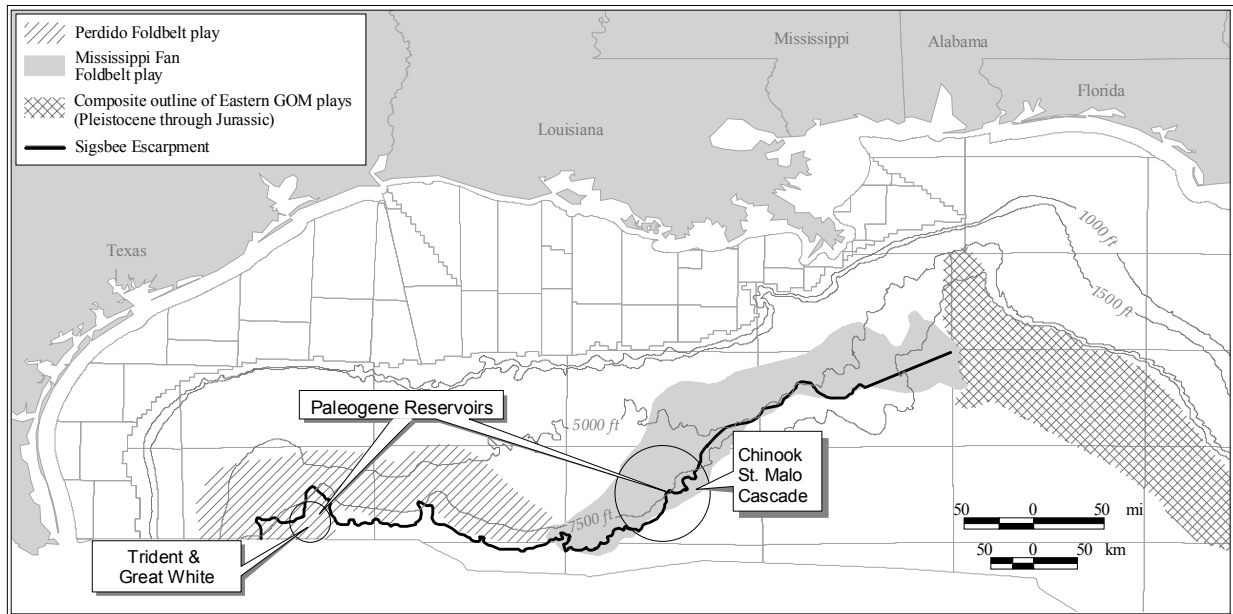 Perdido Foldbelt play
Mississippi Fan
Foldbelt play
Composite outline of Eastern GOM plays
(Pleistocene through Jurassic)
Sigsbee Escarpment
Mississippi
Alabama
Florida
Louisiana
Texas
1000 ft
1500 ft
Paleogene Reservoirs
5000 ft
Chinook
St. Malo
Cascade
7500 ft
Trident &
Great White
50 0 50 mi
50 0 50 km